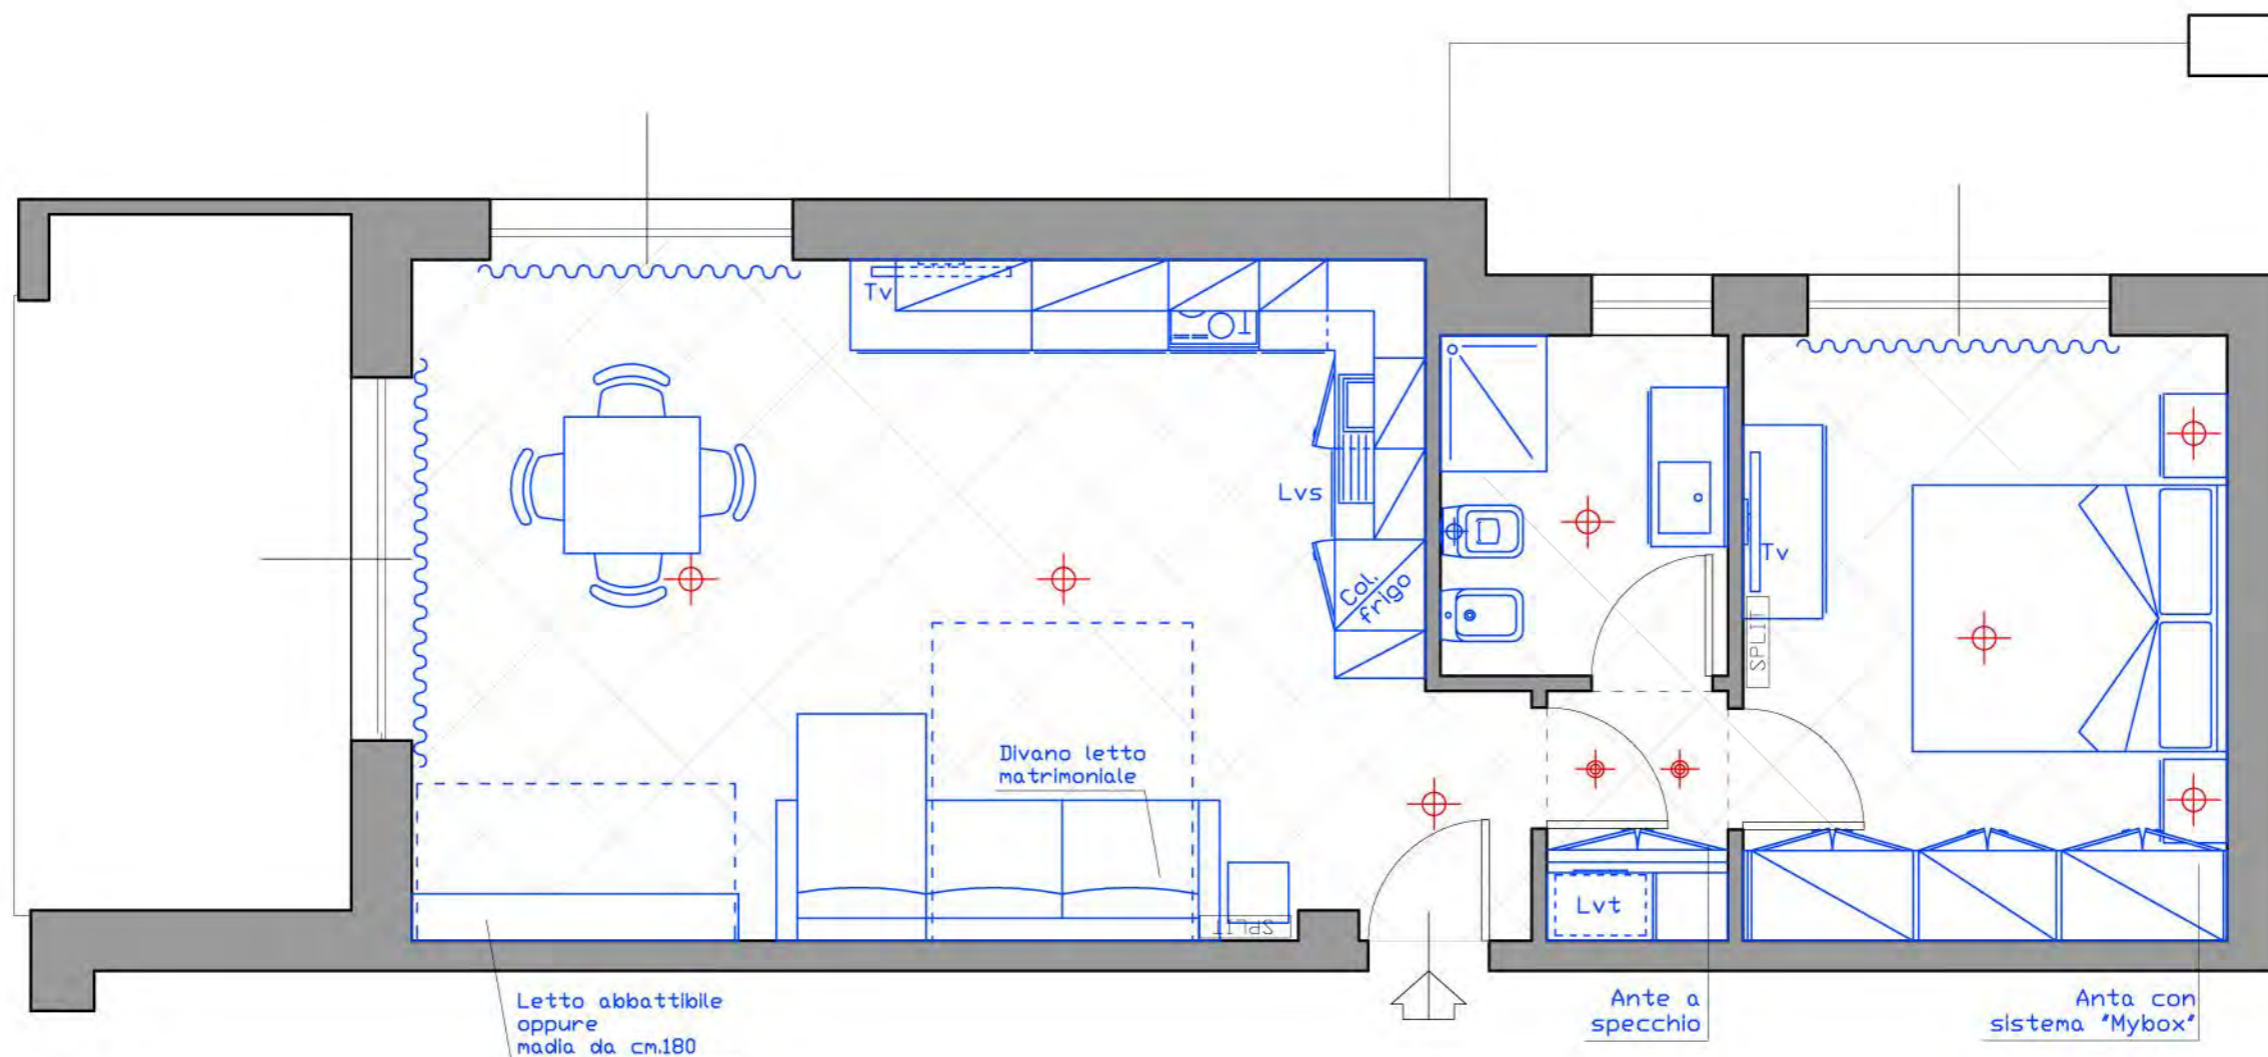 Tv
Lvs
Col.
frigo
Tv
SPLIT
Divano letto
matrimoniale
SPLIT
Lvt
Letto abbattibile
oppure
madia da cm.180
Ante a
specchio
Anta con
sistema "Mybox"